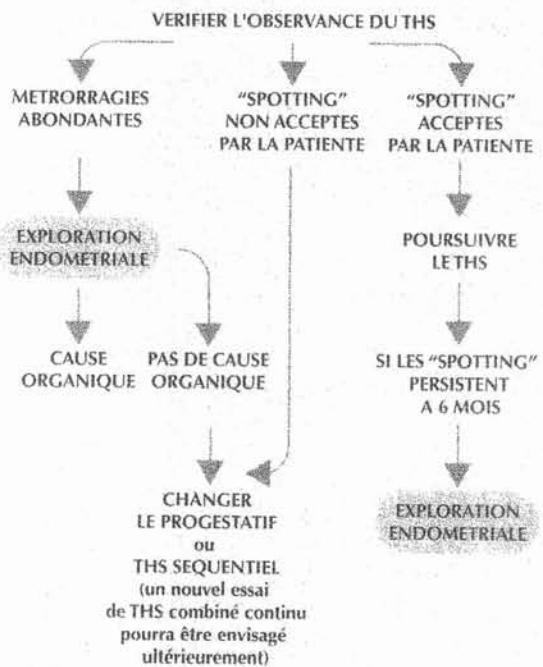 VERIFIER L'OBSERVANCE DU THS
METRORRAGIES
ABONDANTES
"SPOTTING"
NON ACCEPTES
PAR LA PATIENTE
"SPOTTING"
ACCEPTES
PAR LA PATIENTE
EXPLORATION
ENDOMETRIALE
POURSUIVRE
LE THS
CAUSE
ORGANIQUE
PAS DE CAUSE
ORGANIQUE
SI LES "SPOTTING"
PERSISTENT
A 6 MOIS
CHANGER
LE PROGESTATIF
ou
THS SEQUENTIEL
(un nouvel essai
de THS combiné continu
pourra être envisagé
ultérieurement)
EXPLORATION
ENDOMETRIALE